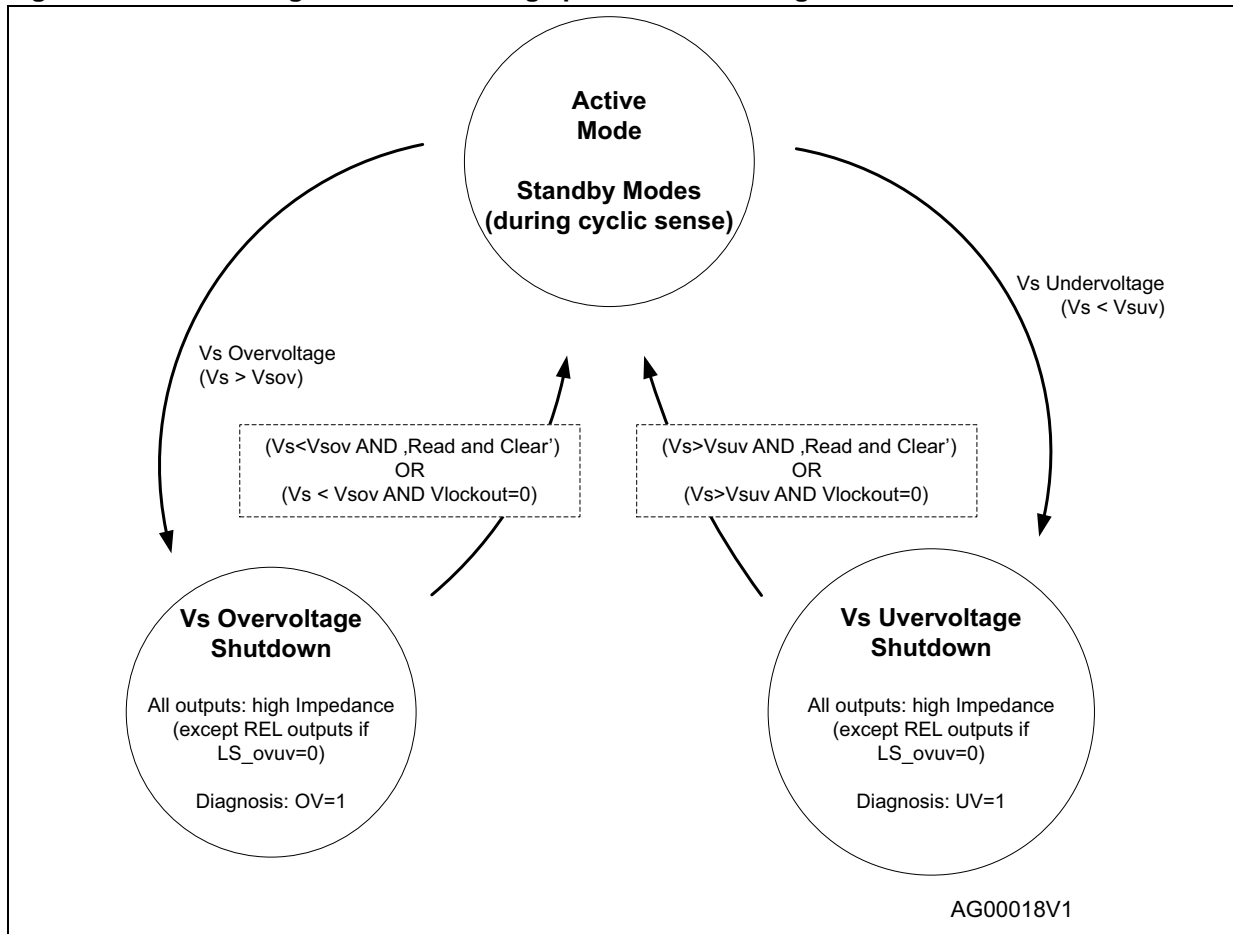 Active
Mode
Standby Modes
(during cyclic sense)
Vs Undervoltage
(Vs < Vsuv)
Vs Overvoltage
(Vs > Vsov)
(Vs<Vsov AND ‚Read and Clear’)
OR
(Vs < Vsov AND Vlockout=0)
(Vs>Vsuv AND ‚Read and Clear’)
OR
(Vs>Vsuv AND Vlockout=0)
Vs Overvoltage
Shutdown
All outputs: high Impedance
(except REL outputs if
LS_ovuv=0)
Diagnosis: OV=1
Vs Uvervoltage
Shutdown
All outputs: high Impedance
(except REL outputs if
LS_ovuv=0)
Diagnosis: UV=1
AG00018V1